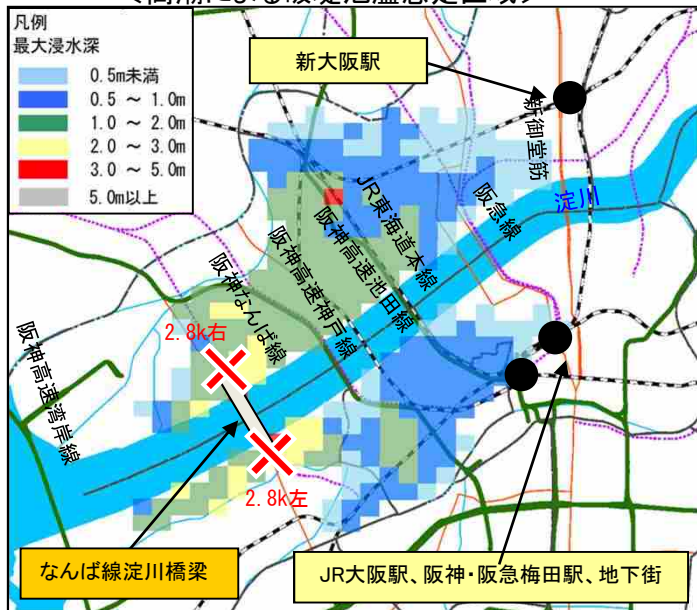 凡例
最大浸水深
0.5m未満
0.5 ～ 1.0m
1.0 ～ 2.0m
2.0 ～ 3.0m
3.0 ～ 5.0m
5.0m以上
新大阪駅
新御堂筋
淀川
阪急線
JR東海道本線
阪神高速池田線
阪神高速神戸線
阪神なんば線
2.8k右
阪神高速湾岸線
2.8k左
なんば線淀川橋梁
JR大阪駅、阪神・阪急梅田駅、地下街